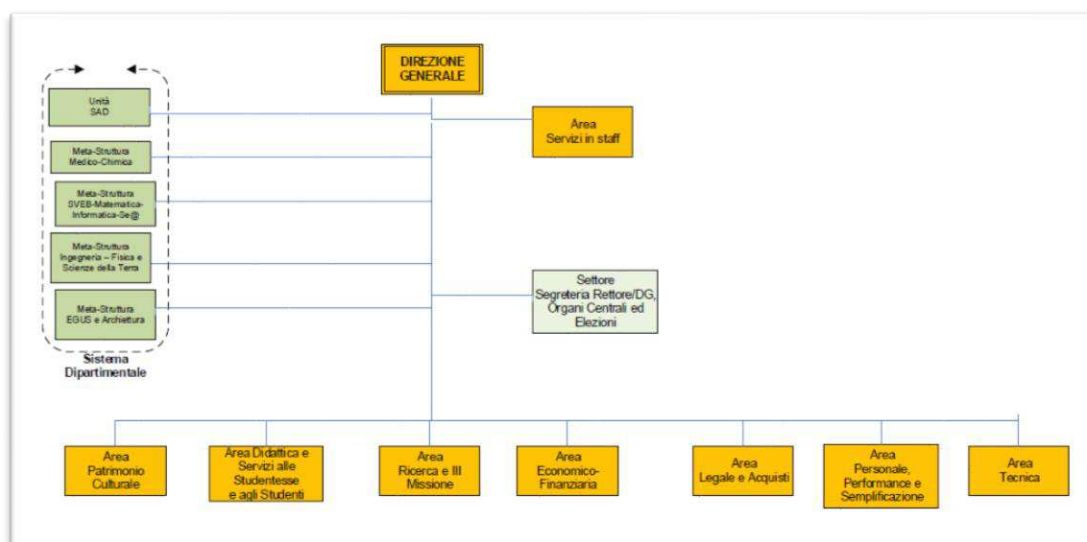 DIREZIONE
GENERALE
Unità
SAD
Area
Servizi in staff
Meta-Struttura
Medico-Chimica
Meta-Struttura
SVEB-Matematica-
Informatica-Se@
Meta-Struttura
Ingegneria – Fisica e
Scienze della Terra
Meta-Struttura
EGUS e Archiettura
Sistema
Dipartimentale
Settore
Segreteria Rettore/DG,
Organi Centrali ed
Elezioni
Area
Patrimonio
Culturale
Area Didattica e
Servizi alle
Studentesse
e agli Studenti
Area
Ricerca e III
Missione
Area
Economico-
Finanziaria
Area
Legale e Acquisti
Area
Personale,
Performance e
Semplificazione
Area
Tecnica